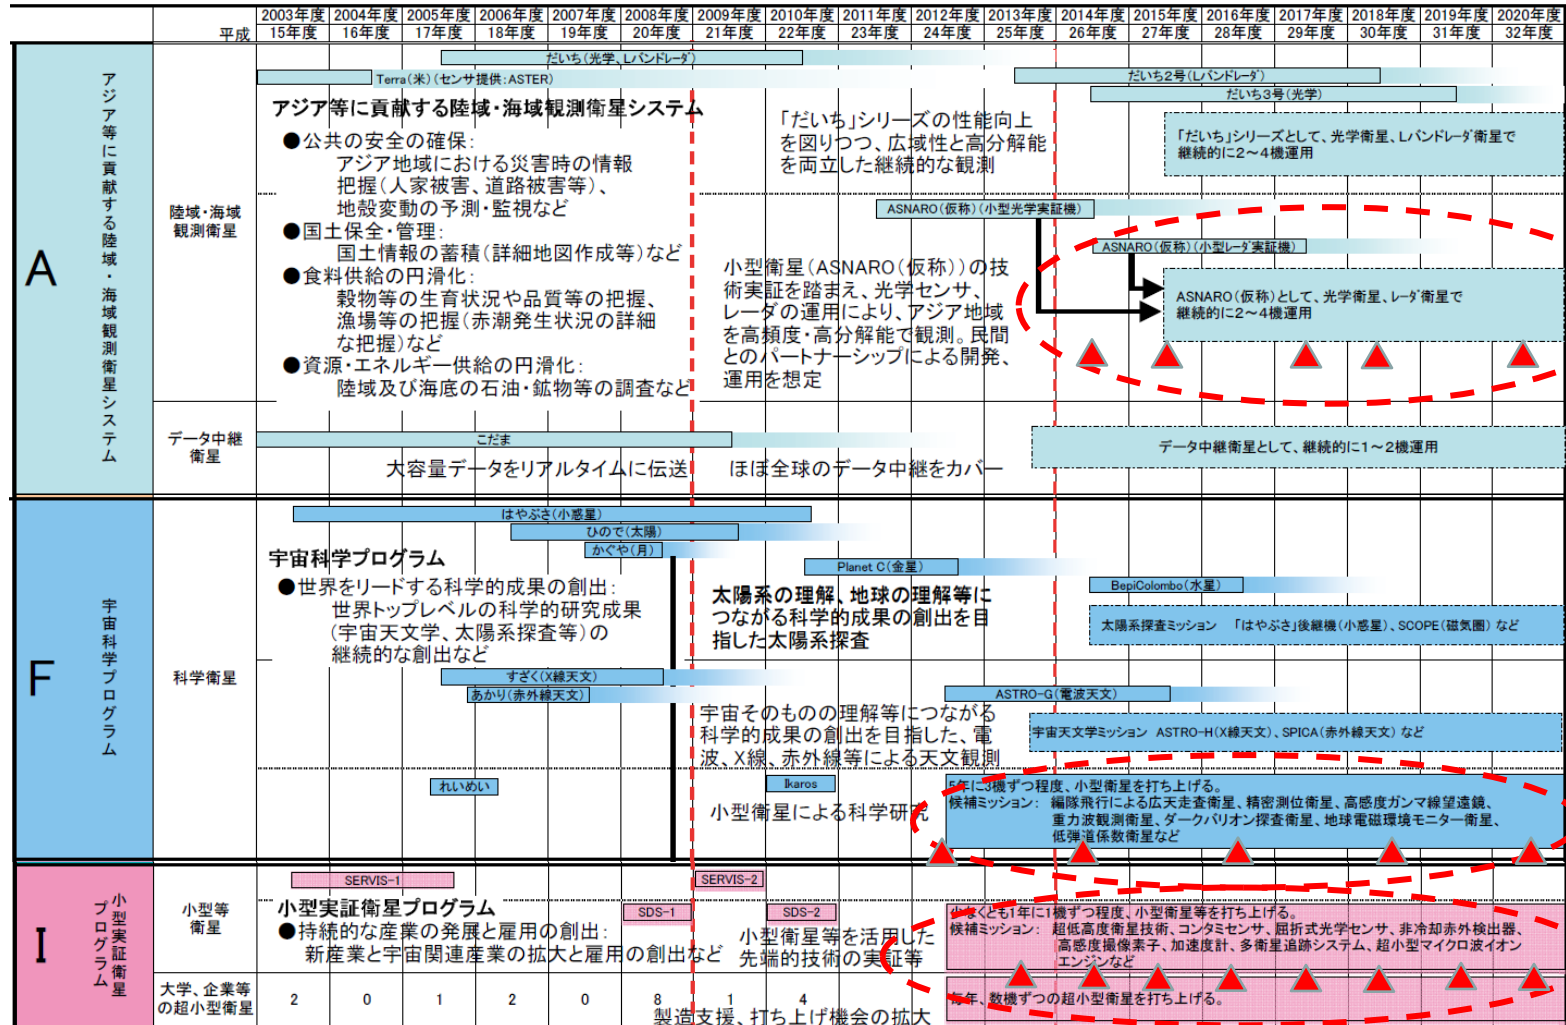 2003年度 2004年度 2005年度 2006年度 2007年度 2008年度 2009年度 2010年度 2011年度 2012年度 2013年度 2014年度 2015年度 2016年度 2017年度 2018年度 2019年度 2020年度
平成 15年度 16年度 17年度 18年度 19年度 20年度 21年度 22年度 23年度 24年度 25年度 26年度 27年度 28年度 29年度 30年度 31年度 32年度
A
アジア等に貢献する陸域・海域観測衛星システム
陸域・海域
観測衛星
だいち(光学、Lバンドレーダ)
Terra(米)(センサ提供:ASTER)
だいち2号(Lバンドレーダ)
だいち3号(光学)
アジア等に貢献する陸域・海域観測衛星システム
●公共の安全の確保:
アジア地域における災害時の情報
把握(人家被害、道路被害等)、
地殻変動の予測・監視など
●国土保全・管理:
国土情報の蓄積(詳細地図作成等)など
●食料供給の円滑化:
穀物等の生育状況や品質等の把握、
漁場等の把握(赤潮発生状況の詳細
な把握)など
●資源・エネルギー供給の円滑化:
陸域及び海底の石油・鉱物等の調査など
「だいち」シリーズの性能向上
を図りつつ、広域性と高分解能
を両立した継続的な観測
「だいち」シリーズとして、光学衛星、Lバンドレーダ衛星で
継続的に2~4機運用
ASNARO(仮称)(小型光学実証機)
ASNARO(仮称)(小型レーダ実証機)
小型衛星(ASNARO(仮称))の技
術実証を踏まえ、光学センサ、
レーダの運用により、アジア地域
を高頻度・高分解能で観測。民間
とのパートナーシップによる開発、
運用を想定
ASNARO(仮称)として、光学衛星、レーダ衛星で
継続的に2~4機運用
データ中継
衛星
こだま
大容量データをリアルタイムに伝送
ほぼ全球のデータ中継をカバー
データ中継衛星として、継続的に1~2機運用
F
宇宙科学プログラム
科学衛星
はやぶさ(小惑星)
ひので(太陽)
かぐや(月)
Planet C(金星)
BepiColombo(水星)
宇宙科学プログラム
●世界をリードする科学的成果の創出:
世界トップレベルの科学的研究成果
(宇宙天文学、太陽系探査等)の
継続的な創出など
太陽系の理解、地球の理解等に
つながる科学的成果の創出を目
指した太陽系探査
太陽系探査ミッション 「はやぶさ」後継機(小惑星)、SCOPE(磁気圏)など
すざく(X線天文)
あかり(赤外線天文)
ASTRO-G(電波天文)
宇宙そのものの理解等につながる
科学的成果の創出を目指した、電
波、X線、赤外線等による天文観測
宇宙天文学ミッション ASTRO-H(X線天文)、SPICA(赤外線天文)など
れいめい
Ikaros
小型衛星による科学研究
5年に3機ずつ程度、小型衛星を打ち上げる。
候補ミッション: 編隊飛行による広天走査衛星、精密測位衛星、高感度ガンマ線望遠鏡、
重力波観測衛星、ダークバリオン探査衛星、地球電磁環境モニター衛星、
低弾道係数衛星など
I
小型実証衛星
プログラム
小型等
衛星
SERVIS-1
SERVIS-2
SDS-1
SDS-2
小型実証衛星プログラム
●持続的な産業の発展と雇用の創出:
新産業と宇宙関連産業の拡大と雇用の創出など
小型衛星等を活用した
先端的技術の実証等
少なくとも1年に1機ずつ程度、小型衛星等を打ち上げる。
候補ミッション: 超低高度衛星技術、コンタミセンサ、屈折式光学センサ、非冷却赤外検出器、
高感度撮像素子、加速度計、多衛星追跡システム、超小型マイクロ波イオン
エンジンなど
大学、企業等
の超小型衛星
2 0 1 2 0 8 1 4
製造支援、打ち上げ機会の拡大
毎年、数機ずつの超小型衛星を打ち上げる。